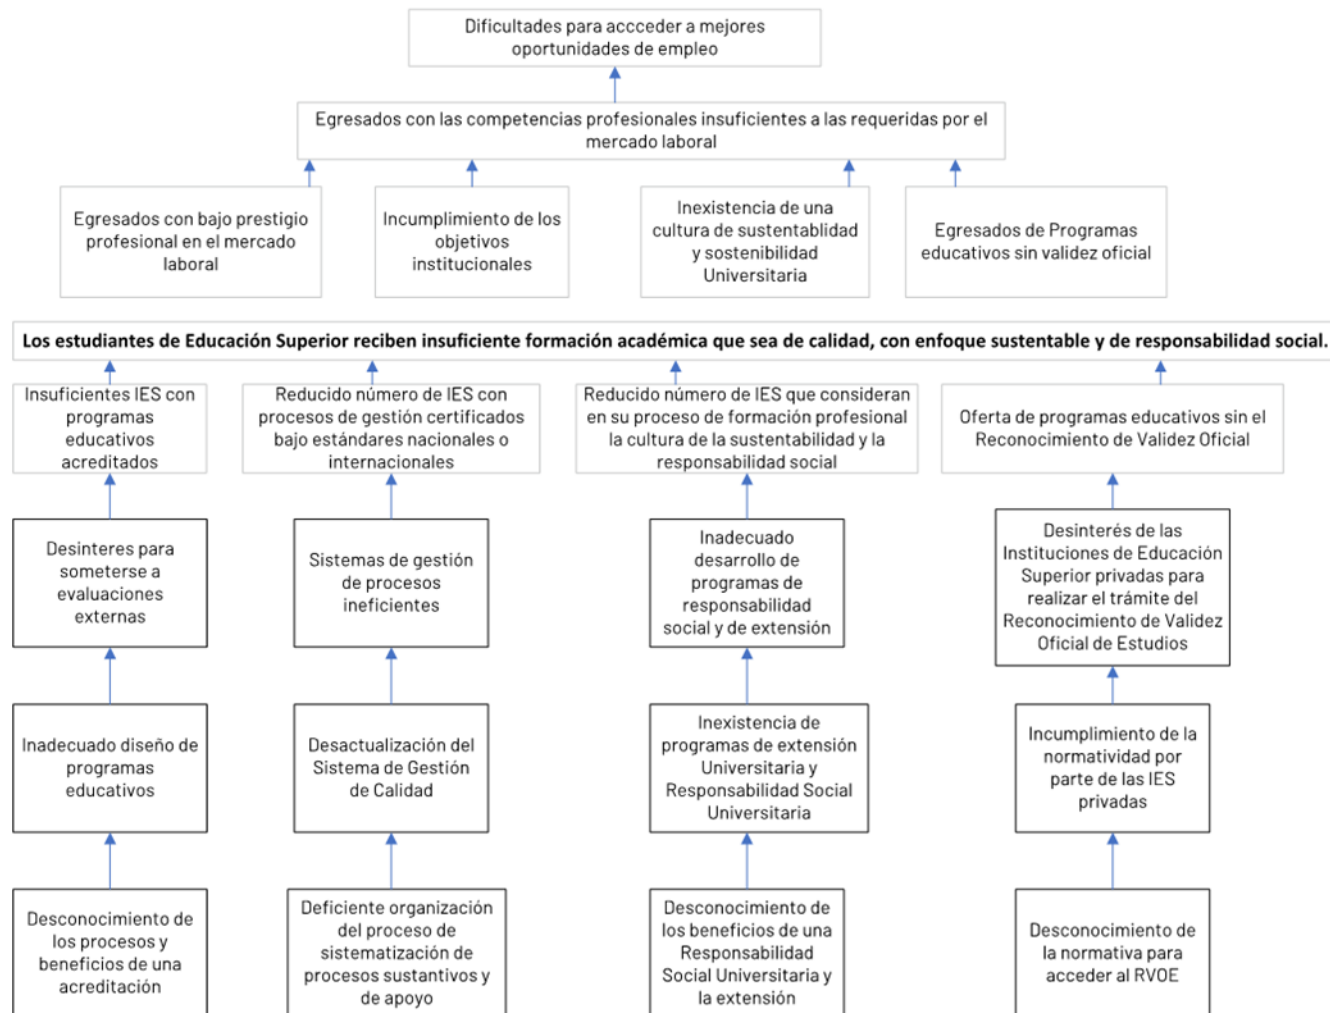 Dificultades para accceder a mejores
oportunidades de empleo
Egresados con las competencias profesionales insuficientes a las requeridas por el
mercado laboral
Egresados con bajo prestigio
profesional en el mercado
laboral
Incumplimiento de los
objetivos
institucionales
Inexistencia de una
cultura de sustentablidad
y sostenibilidad
Universitaria
Egresados de Programas
educativos sin validez oficial
Los estudiantes de Educación Superior reciben insuficiente formación académica que sea de calidad, con enfoque sustentable y de responsabilidad social.
Insuficientes IES con
programas
educativos
acreditados
Reducido número de IES con
procesos de gestión certificados
bajo estándares nacionales o
internacionales
Reducido número de IES que consideran
en su proceso de formación profesional
la cultura de la sustentabilidad y la
responsabilidad social
Oferta de programas educativos sin el
Reconocimiento de Validez Oficial
Desinteres para
someterse a
evaluaciones
externas
Sistemas de gestión
de procesos
ineficientes
Inadecuado
desarrollo de
programas de
responsabilidad
social y de extensión
Desinterés de las
Instituciones de Educación
Superior privadas para
realizar el trámite del
Reconocimiento de Validez
Oficial de Estudios
Inadecuado diseño de
programas
educativos
Desactualización del
Sistema de Gestión
de Calidad
Inexistencia de
programas de extensión
Universitaria y
Responsabilidad Social
Universitaria
Incumplimiento de la
normatividad por
parte de las IES
privadas
Desconocimiento de
los procesos y
beneficios de una
acreditación
Deficiente organización
del proceso de
sistematización de
procesos sustantivos y
de apoyo
Desconocimiento de
los beneficios de una
Responsabilidad
Social Universitaria y
la extensión
Desconocimiento de
la normativa para
acceder al RVOE